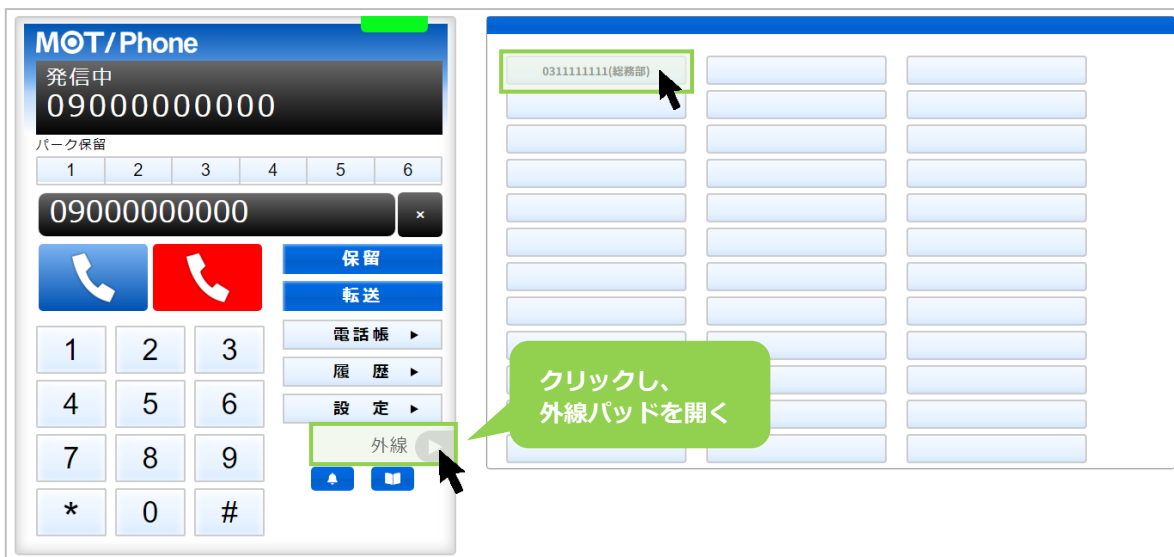 MOT/Phone
発信中
09000000000
パーク保留
1 2 3 4 5 6
09000000000 ×
保留
転送
電話帳 ▶
履 歴 ▶
設 定 ▶
外線
1 2 3
4 5 6
7 8 9
* 0 #
0311111111(総務部)
クリックし、
外線パッドを開く